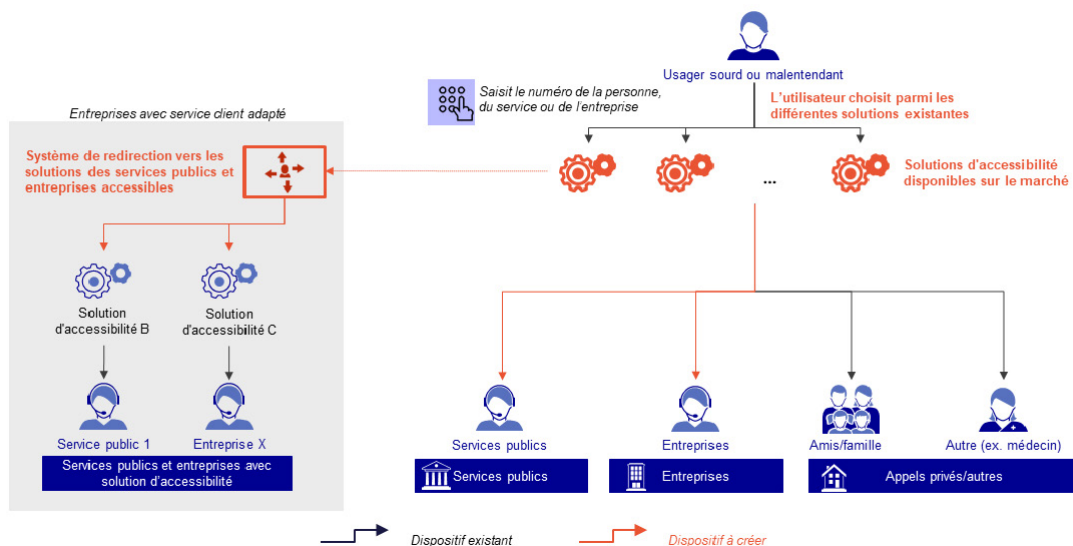 Usager sourd ou malentendant
Saisit le numéro de la personne,
du service ou de l'entreprise
L'utilisateur choisit parmi les
différentes solutions existantes
Entreprises avec service client adapté
Système de redirection vers les
solutions des services publics et
entreprises accessibles
Solutions d'accessibilité
disponibles sur le marché
...
Solution
d'accessibilité B
Solution
d'accessibilité C
Service public 1
Entreprise X
Services publics et entreprises avec
solution d'accessibilité
Services publics
Entreprises
Amis/famille
Autre (ex. médecin)
Services publics
Entreprises
Appels privés/autres
Dispositif existant
Dispositif à créer